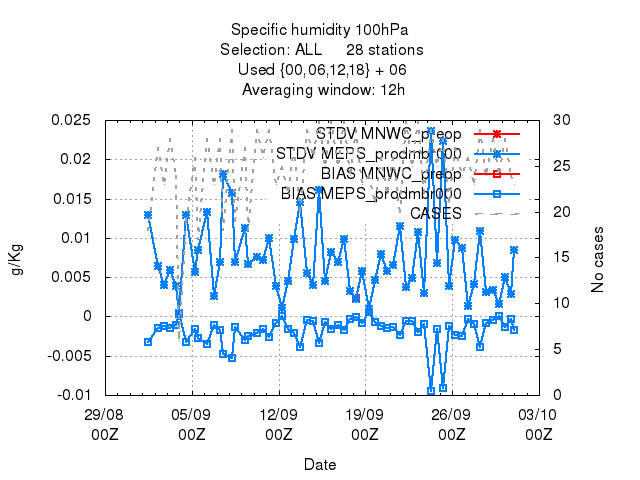 Specific humidity 100hPa
Selection: ALL 28 stations
Used {00,06,12,18} + 06
Averaging window: 12h
STDV MNWC_preop
STDV MEPS_prodmbr000
BIAS MNWC_preop
BIAS MEPS_prodmbr000
CASES
0.025
0.02
0.015
0.01
0.005
0
-0.005
-0.01
g/Kg
30
25
20
15
10
5
0
No cases
29/08 05/09 12/09 19/09 26/09 03/10
00Z 00Z 00Z 00Z 00Z 00Z
Date